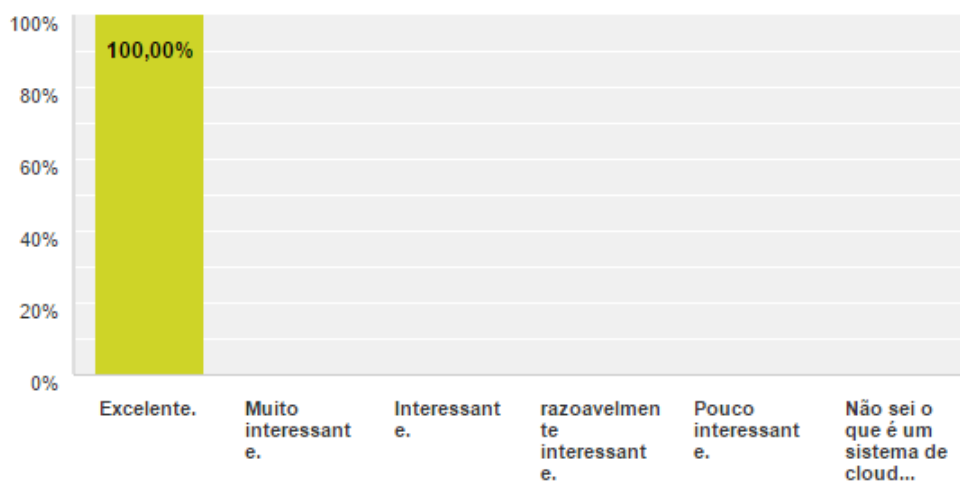 100%
100,00%
80%
60%
40%
20%
0%
Excelente.
Muito
interessant
e.
Interessant
e.
razoavelmen
te
interessant
e.
Pouco
interessant
e.
Não sei o
que é um
sistema de
cloud...